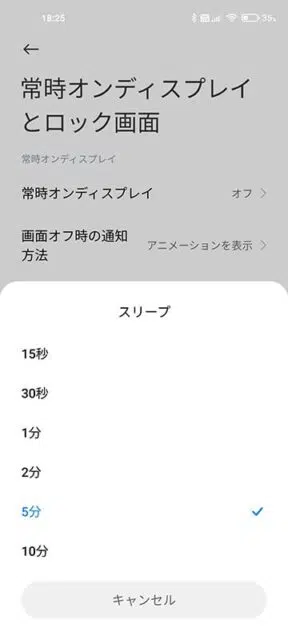 18:25
35%
常時オンディスプレイ
とロック画面
常時オンディスプレイ
常時オンディスプレイ オフ
画面オフ時の通知
方法 アニメーションを表示
スリープ
15秒
30秒
1分
2分
5分
10分
キャンセル